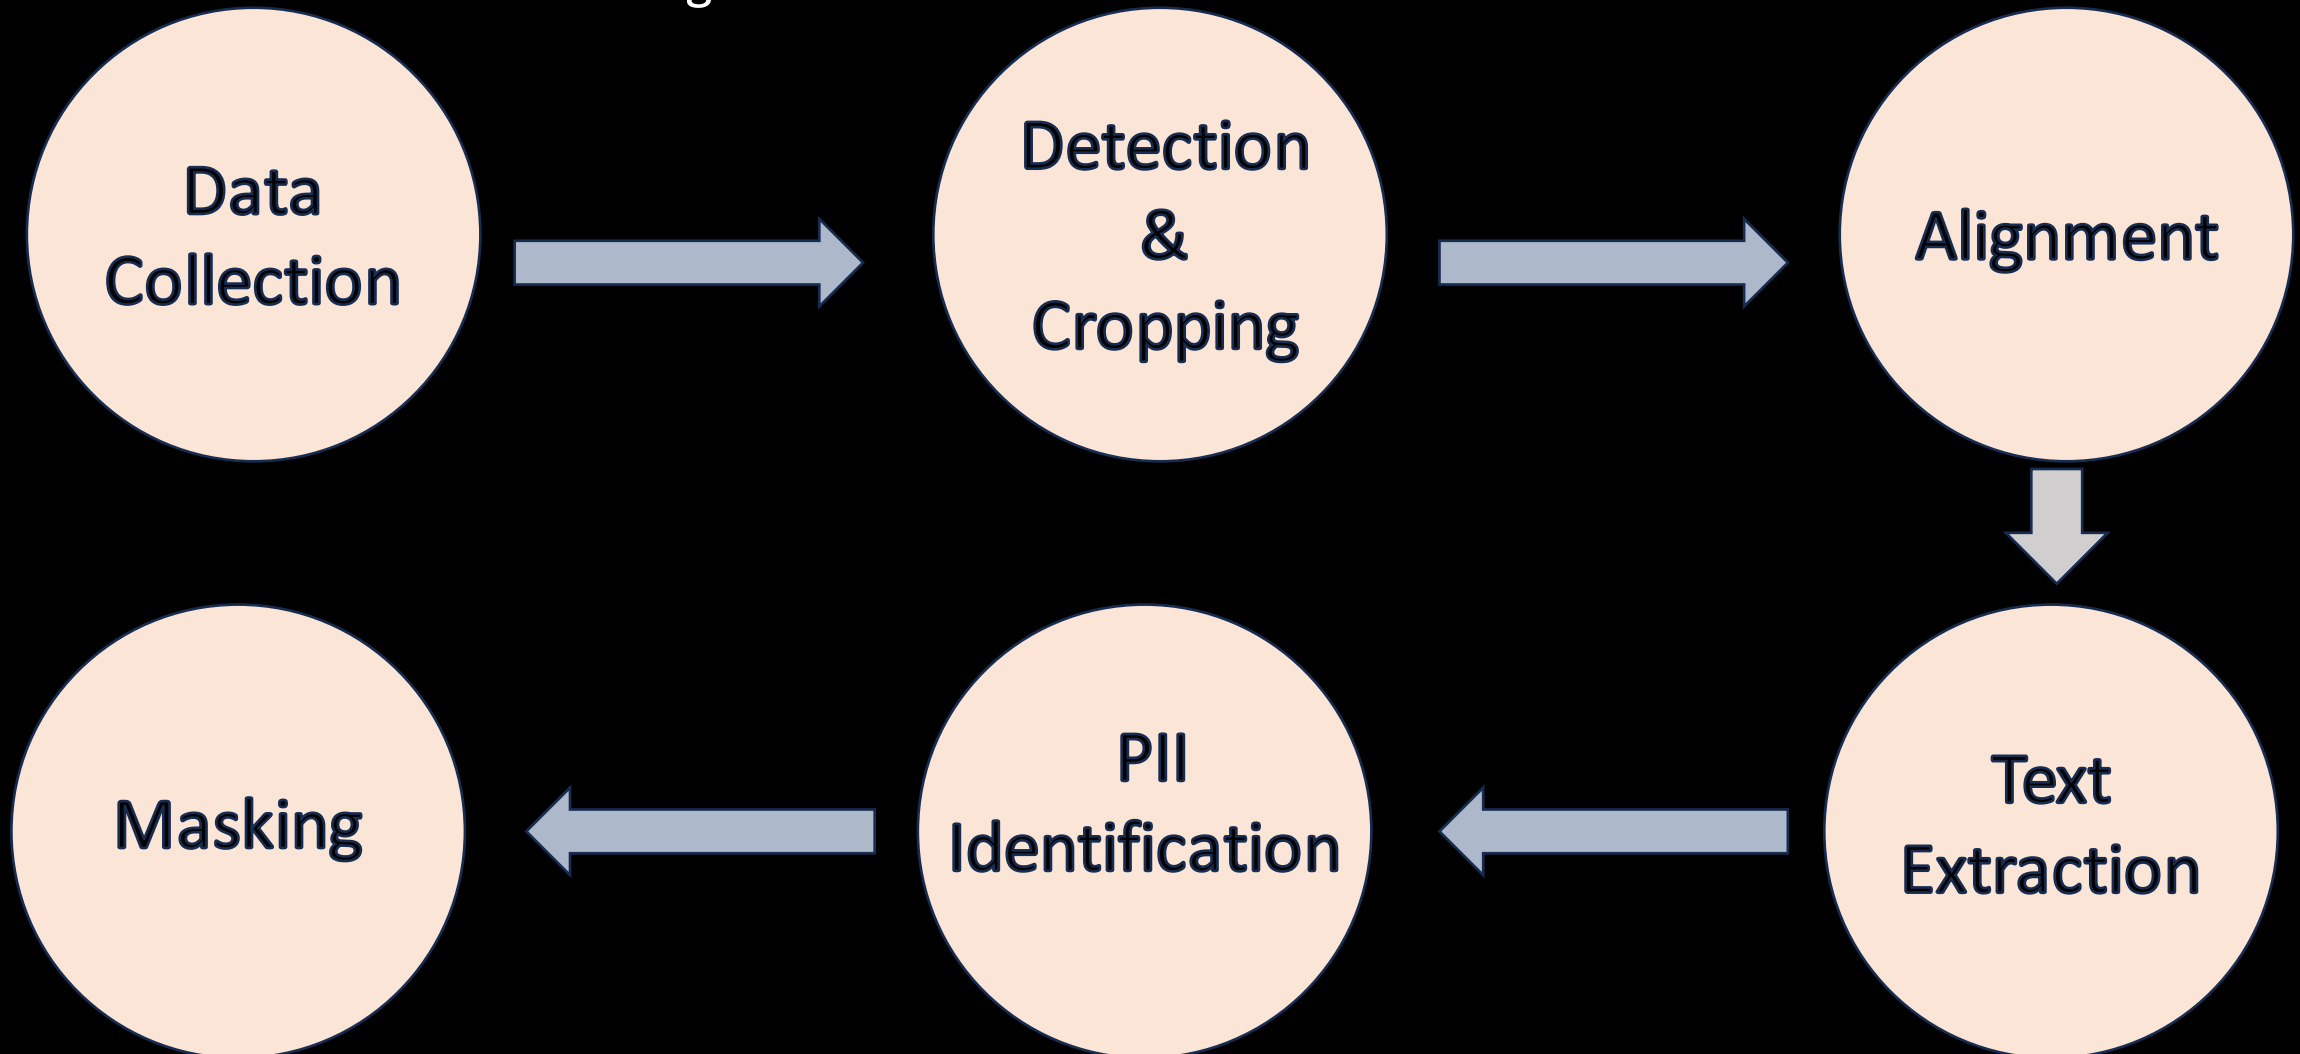 Data
Collection
Detection
&
Cropping
Alignment
Text
Extraction
PII
Identification
Masking